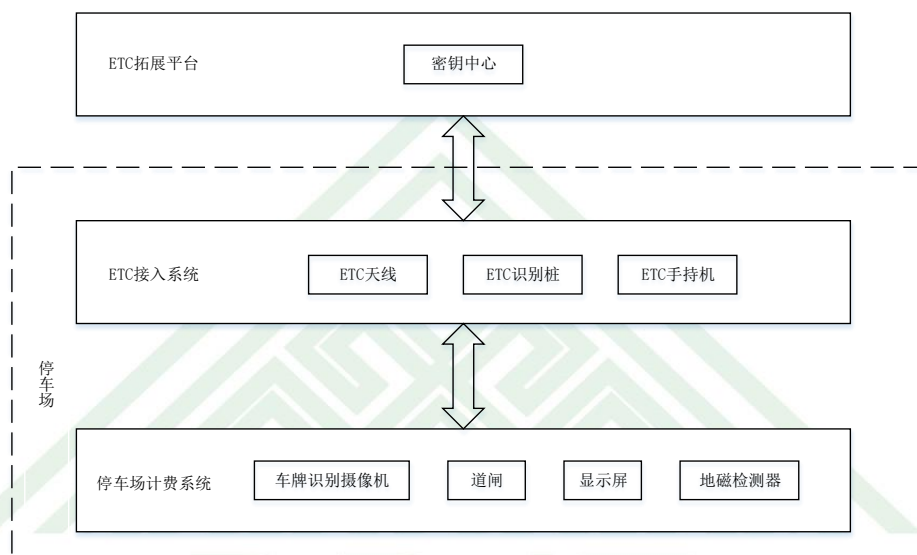 ETC拓展平台
密钥中心
ETC接入系统
ETC天线
ETC识别桩
ETC手持机
停车场
停车场计费系统
车牌识别摄像机
道闸
显示屏
地磁检测器